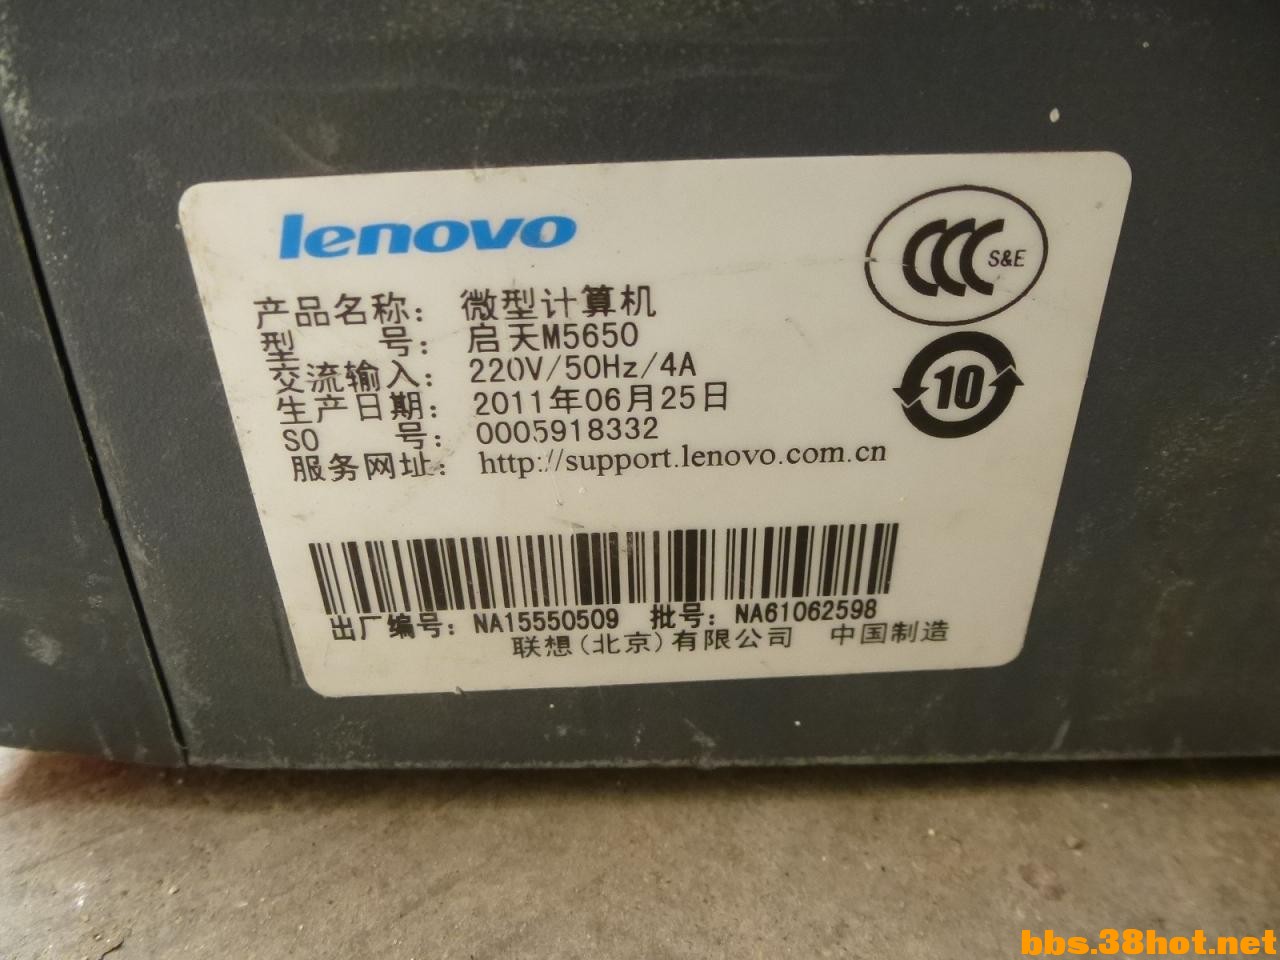 lenovo
CCC S&E
产品名称：微型计算机
型 号：启天M5650
交流输入：220V/50Hz/4A
生产日期：2011年06月25日
SO 号：0005918332
服务网址：http://support.lenovo.com.cn
10
出厂编号：NA15550509 批号：NA61062598
联想(北京)有限公司 中国制造
bbs.38hot.net